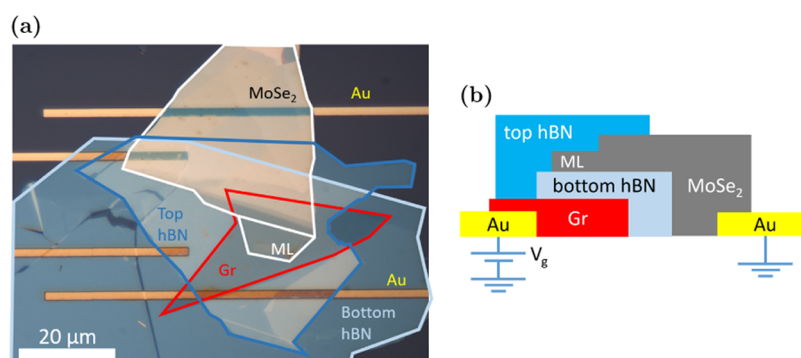 (a)
MoSe₂
Au
Top
hBN
ML
Gr
Au
Bottom
hBN
20 µm
(b)
top hBN
ML
bottom hBN
MoSe₂
Au
Gr
Au
Vg